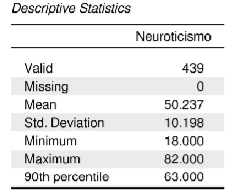 Descriptive Statistics
Neuroticismo
Valid 439
Missing 0
Mean 50.237
Std. Deviation 10.198
Minimum 18.000
Maximum 82.000
90th percentile 63.000